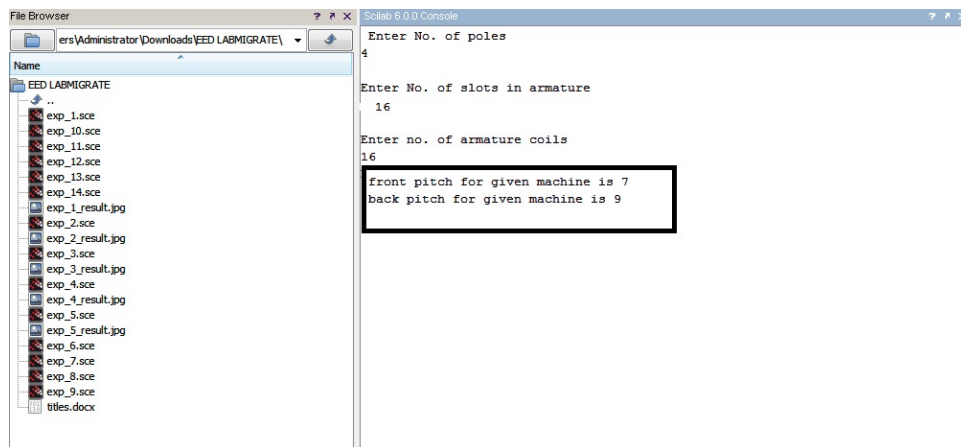 File Browser
? ↗ X
Scilab 6.0.0 Console
? ↗ X
ers\Administrator\Downloads\EED LABMIGRATE\
Name
EED LABMIGRATE
..
exp_1.sce
exp_10.sce
exp_11.sce
exp_12.sce
exp_13.sce
exp_14.sce
exp_1_result.jpg
exp_2.sce
exp_2_result.jpg
exp_3.sce
exp_3_result.jpg
exp_4.sce
exp_4_result.jpg
exp_5.sce
exp_5_result.jpg
exp_6.sce
exp_7.sce
exp_8.sce
exp_9.sce
titles.docx
Enter No. of poles
4
Enter No. of slots in armature
16
Enter no. of armature coils
16
front pitch for given machine is 7
back pitch for given machine is 9